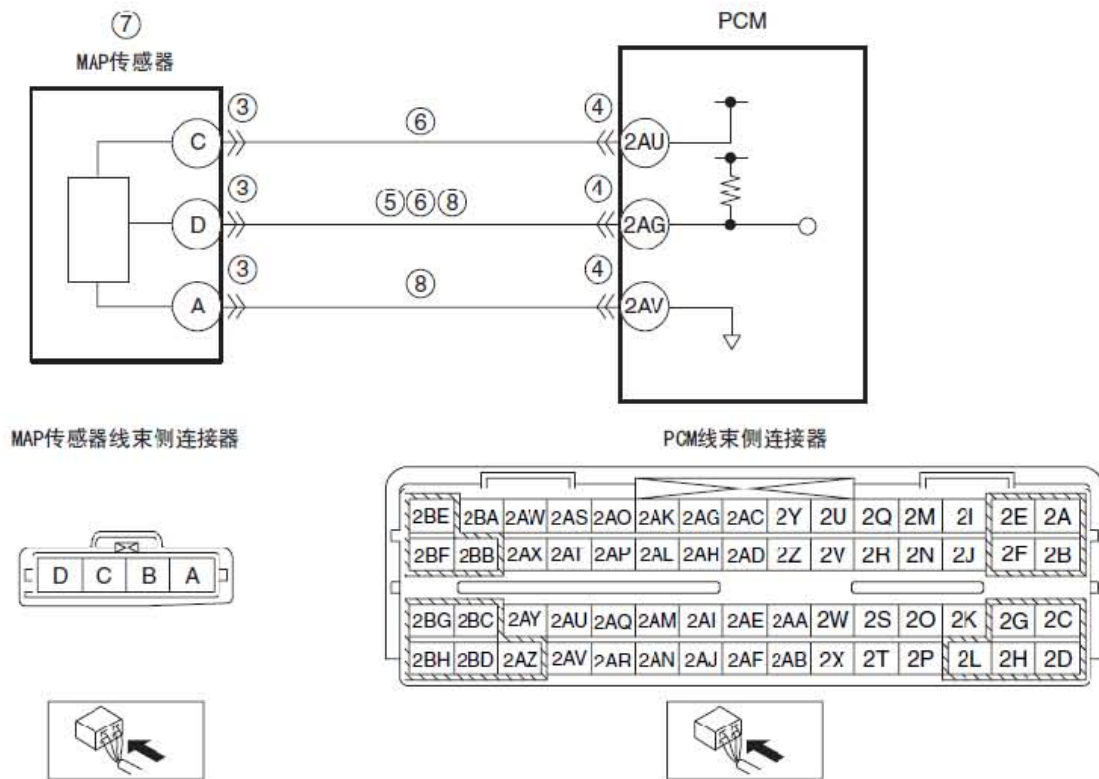 ⑦
MAP传感器
PCM
C ③ ⑥ ④ 2AU
D ③ ⑤⑥⑧ ④ 2AG
A ③ ⑧ ④ 2AV
MAP传感器线束侧连接器
PCM线束侧连接器
D C B A
2BE 2BA 2AW 2AS 2AO 2AK 2AG 2AC 2Y 2U 2Q 2M 2I 2E 2A
2BF 2BB 2AX 2AT 2AP 2AL 2AH 2AD 2Z 2V 2R 2N 2J 2F 2B
2BG 2BC 2AY 2AU 2AQ 2AM 2AI 2AE 2AA 2W 2S 2O 2K 2G 2C
2BH 2BD 2AZ 2AV 2AR 2AN 2AJ 2AF 2AB 2X 2T 2P 2L 2H 2D